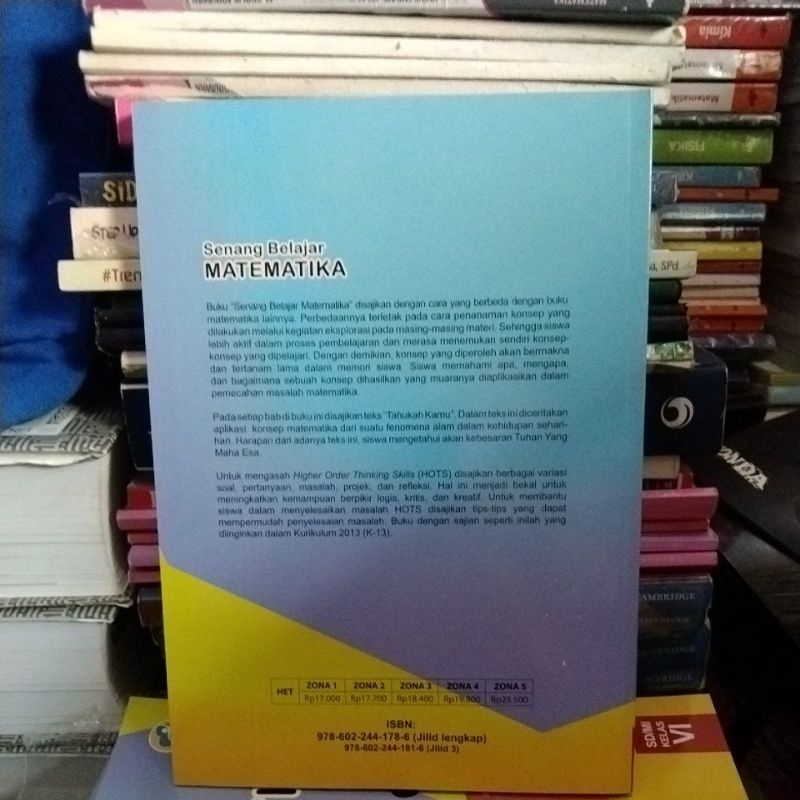 MATEMATIKA
Kimia
Matematik
FISIKA
SID
STEP Up
#Tren
a, SPd.
Senang Belajar
MATEMATIKA
Buku "Senang Belajar Matematika" disajikan dengan cara yang berbeda dengan buku
matematika lainnya. Perbedaannya terletak pada cara penanaman konsep yang
dilakukan melalui kegiatan eksplorasi pada masing-masing materi. Sehingga siswa
lebih aktif dalam proses pembelajaran dan merasa menemukan sendiri konsep-
konsep yang dipelajari. Dengan demikian, konsep yang diperoleh akan bermakna
dan tertanam lama dalam memori siswa. Siswa memahami apa, mengapa,
dan bagaimana sebuah konsep dihasilkan yang muaranya diaplikasikan dalam
pemecahan masalah matematika.
Pada setiap bab di buku ini disajikan teks "Tahukah Kamu". Dalam teks ini diceritakan
aplikasi konsep matematika dari suatu fenomena alam dalam kehidupan sehari-
hari. Harapan dari adanya teks ini, siswa mengetahui akan kebesaran Tuhan Yang
Maha Esa.
Untuk mengasah Higher Order Thinking Skills (HOTS) disajikan berbagai variasi
soal, pertanyaan, masalah, projek, dan refleksi. Hal ini menjadi bekal untuk
meningkatkan kemampuan berpikir logis, kritis, dan kreatif. Untuk membantu
siswa dalam menyelesaikan masalah HOTS disajikan tips-tips yang dapat
mempermudah penyelesaian masalah. Buku dengan sajian seperti inilah yang
diinginkan dalam Kurikulum 2013 (K-13).
CAMBRIDGE
HET ZONA 1 ZONA 2 ZONA 3 ZONA 4 ZONA 5
Rp17.000 Rp17.700 Rp18.400 Rp19.800 Rp25.500
ISBN:
978-602-244-178-6 (Jilid lengkap)
978-602-244-181-6 (Jilid 3)
SD/MI
KELAS
VI